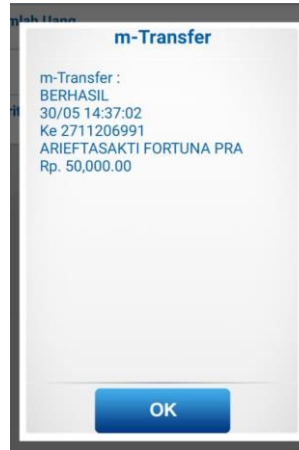 m-Transfer
m-Transfer :
BERHASIL
30/05 14:37:02
Ke 2711206991
ARIEFTASAKTI FORTUNA PRA
Rp. 50,000.00
OK